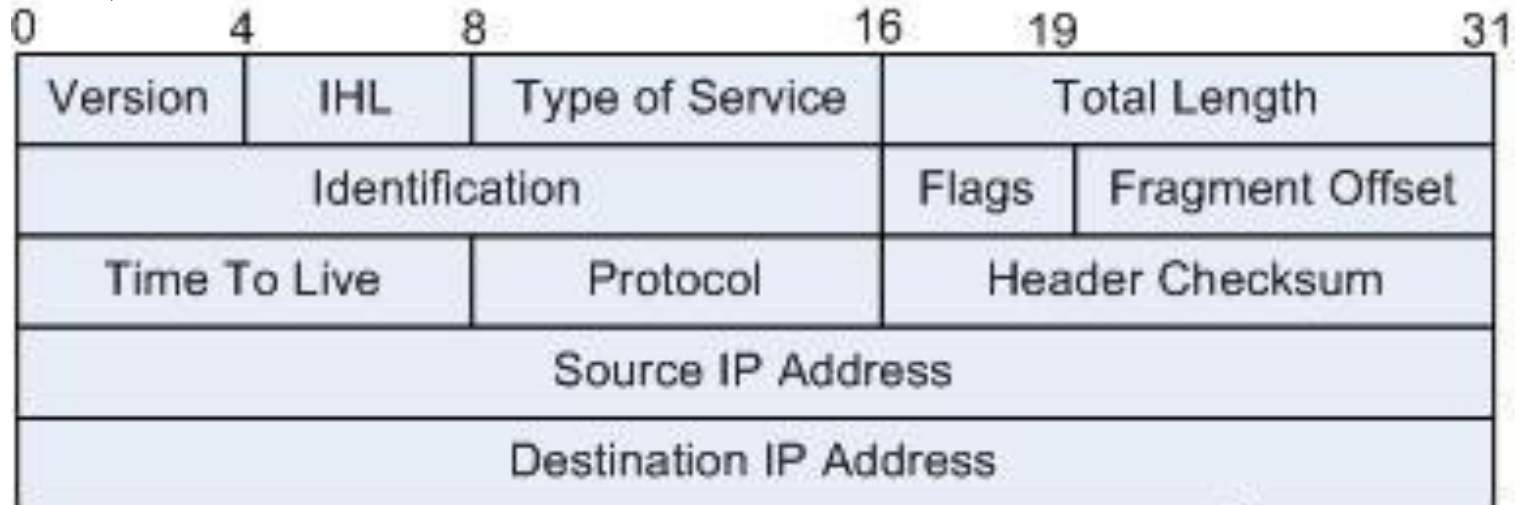 0 4 8 16 19 31
Version IHL Type of Service Total Length
Identification Flags Fragment Offset
Time To Live Protocol Header Checksum
Source IP Address
Destination IP Address